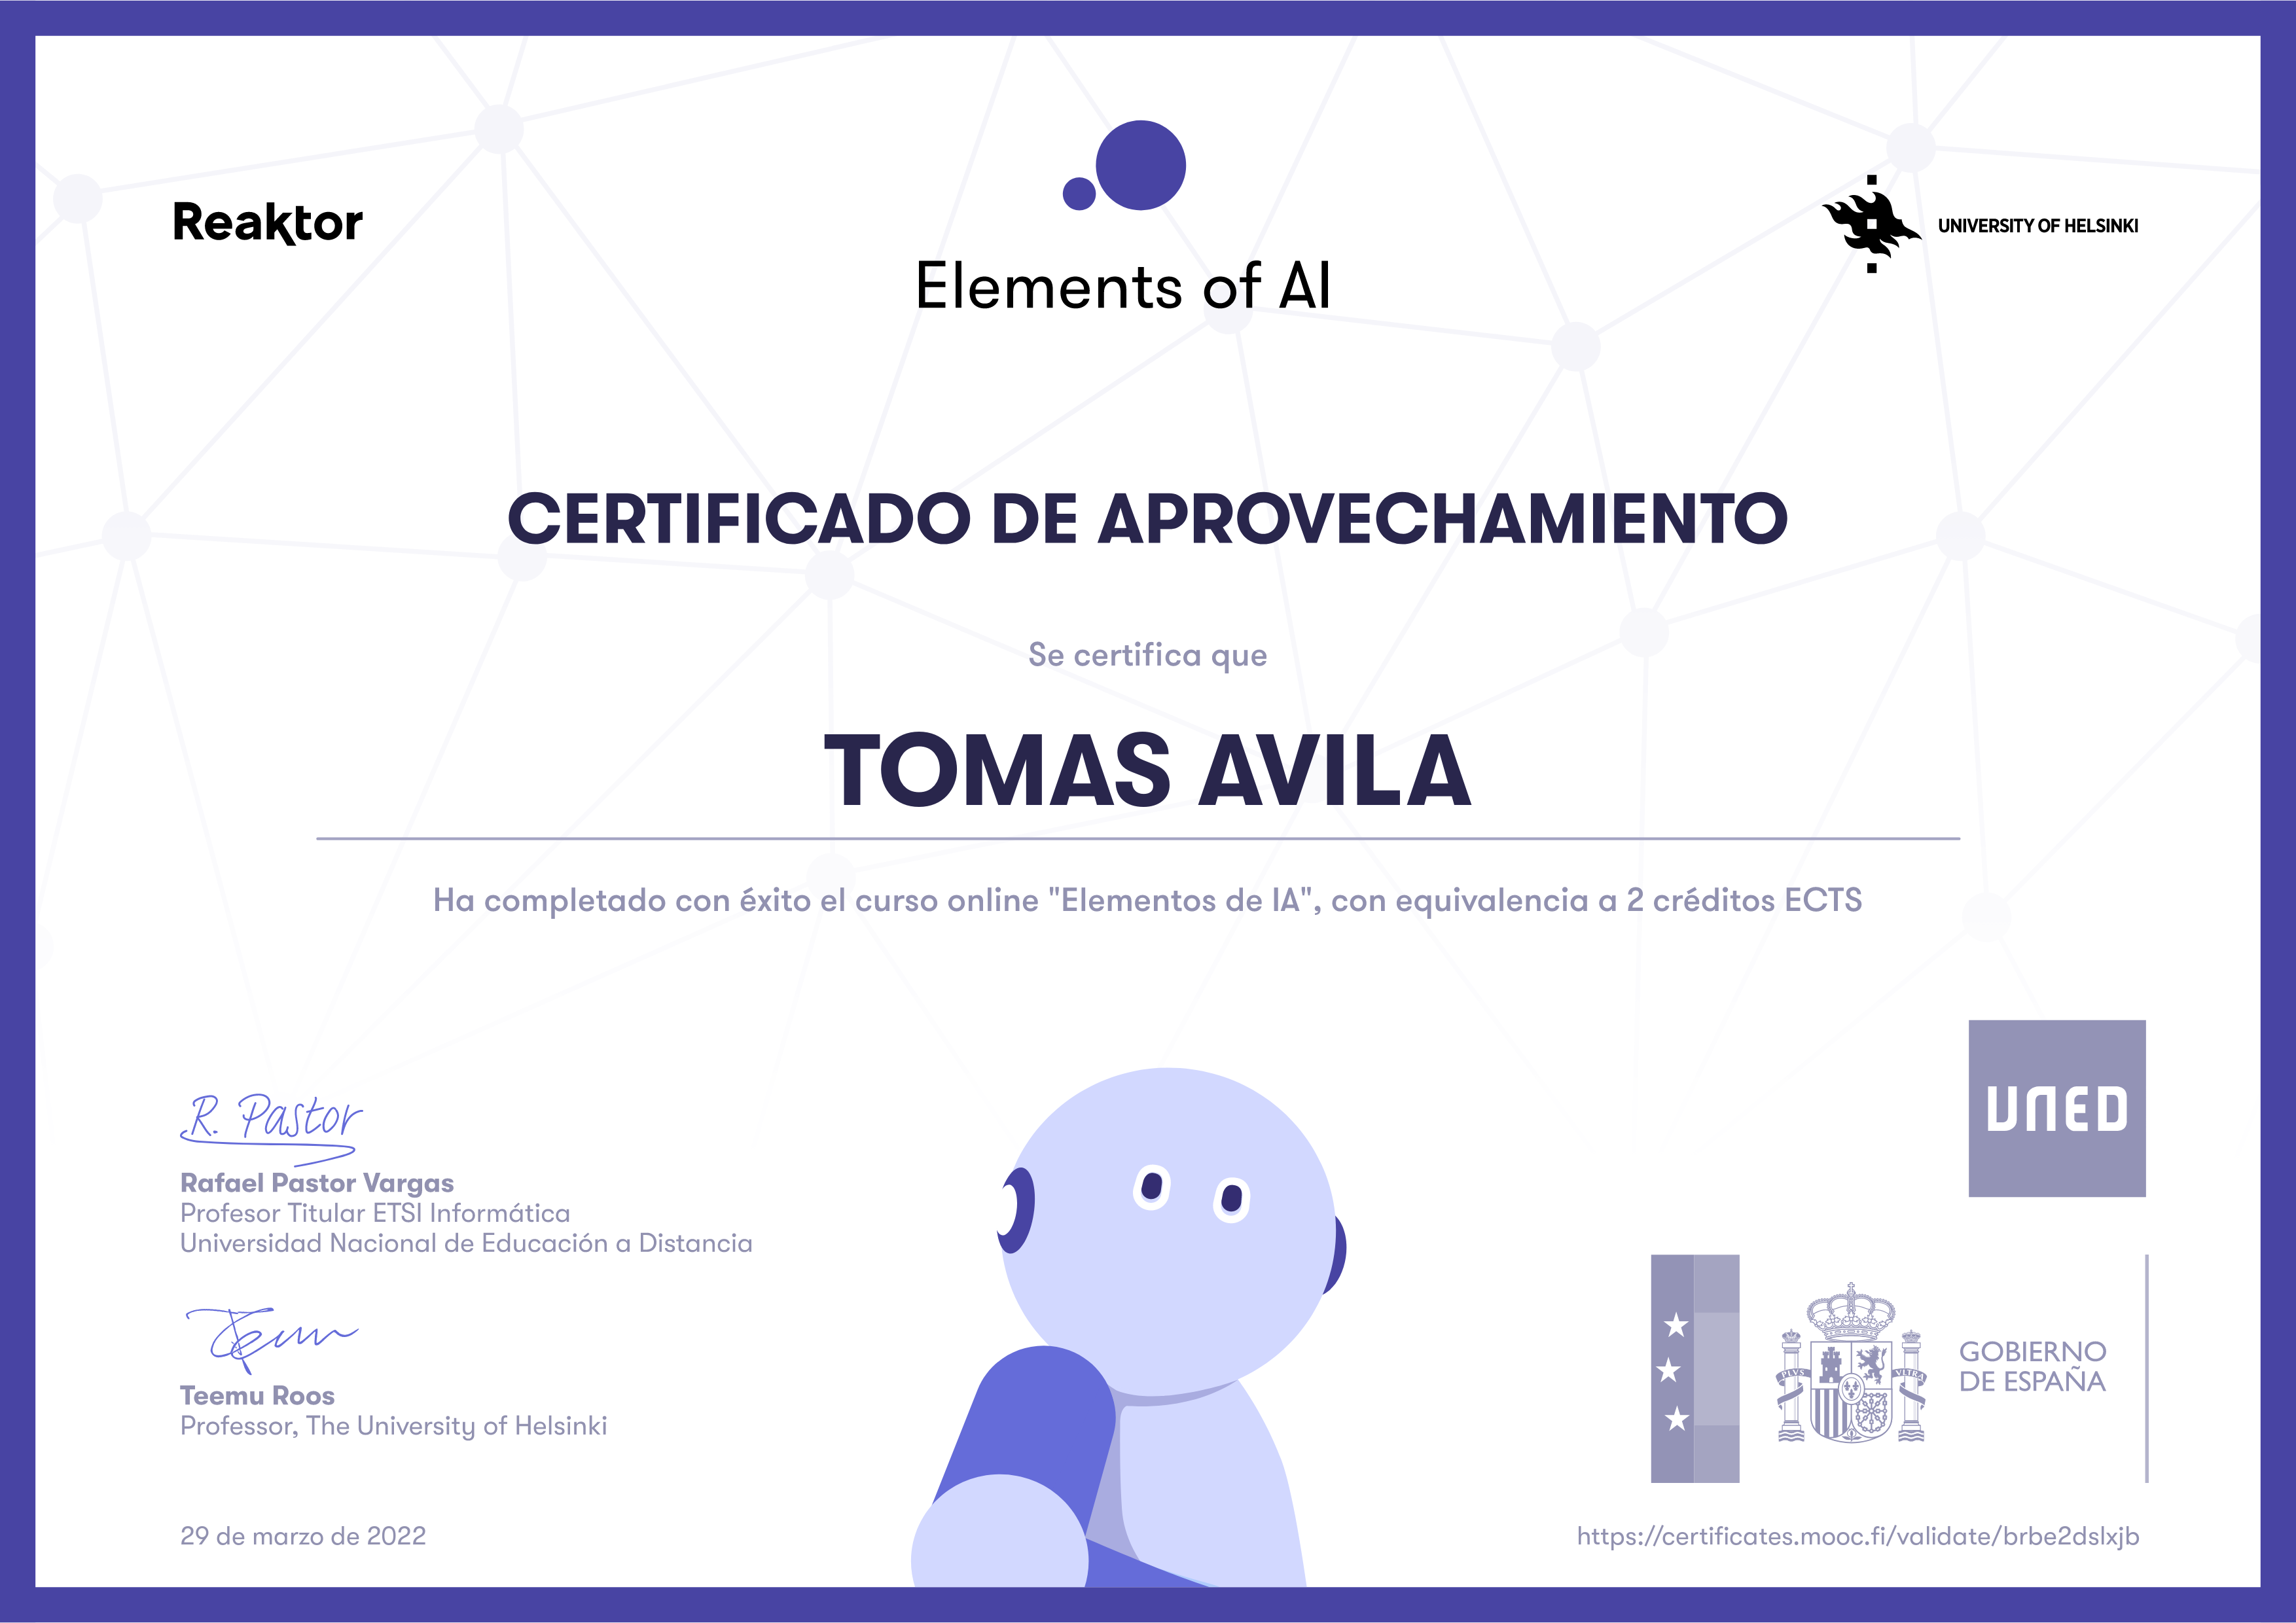 Reaktor
UNIVERSITY OF HELSINKI
Elements of AI
CERTIFICADO DE APROVECHAMIENTO
Se certifica que
TOMAS AVILA
Ha completado con éxito el curso online "Elementos de IA", con equivalencia a 2 créditos ECTS
UNED
R. Pastor
Rafael Pastor Vargas
Profesor Titular ETSI Informática
Universidad Nacional de Educación a Distancia
Teemu Roos
Professor, The University of Helsinki
PLVS VLTRA
GOBIERNO
DE ESPAÑA
29 de marzo de 2022
https://certificates.mooc.fi/validate/brbe2dslxjb